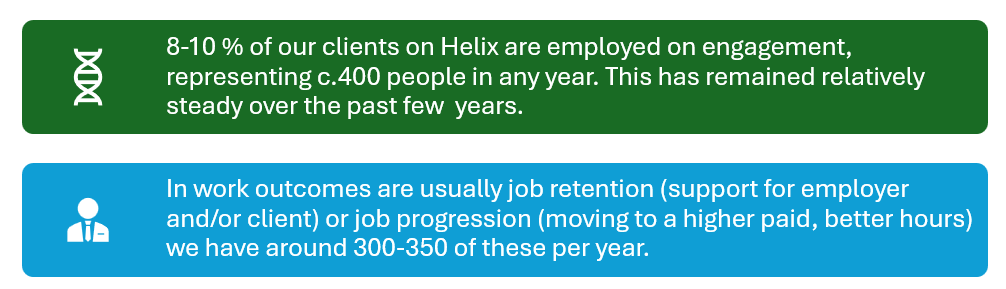 8-10 % of our clients on Helix are employed on engagement,
representing c.400 people in any year. This has remained relatively
steady over the past few  years.
In work outcomes are usually job retention (support for employer
and/or client) or job progression (moving to a higher paid, better hours)
we have around 300-350 of these per year.